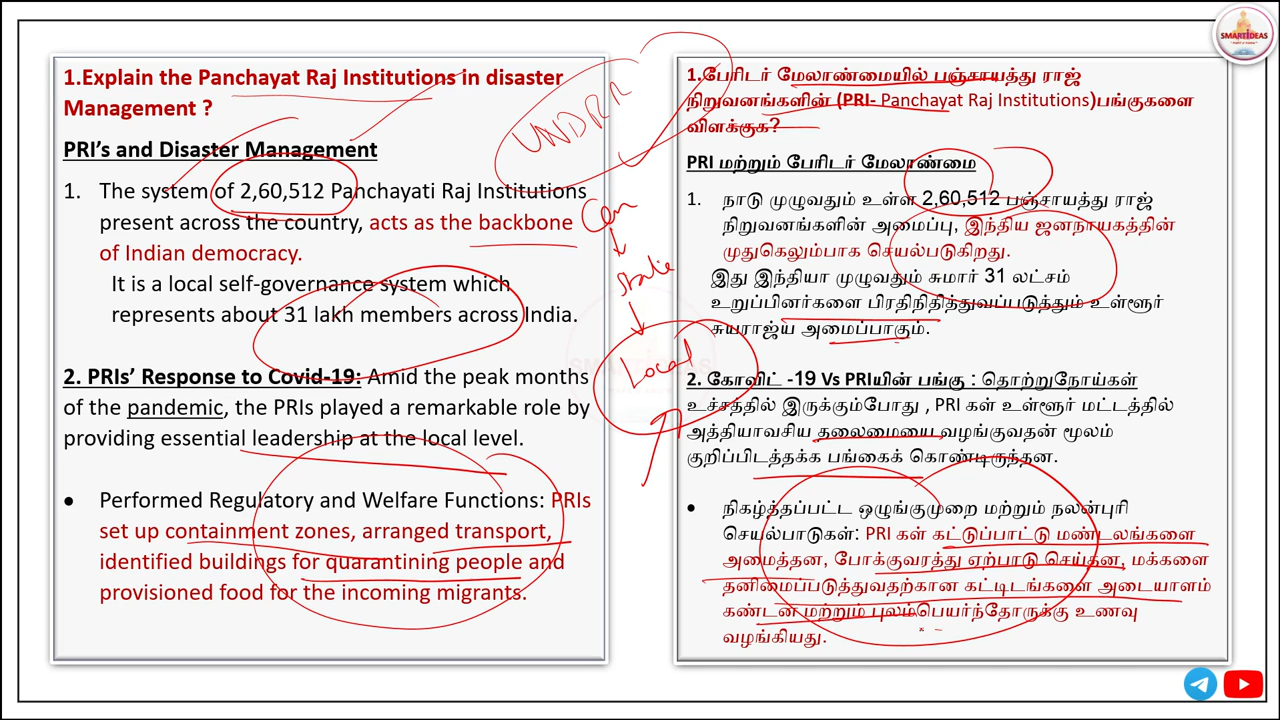 SMARTIDEAS
1.Explain the Panchayat Raj Institutions in disaster
Management ?
PRI's and Disaster Management
1. The system of 2,60,512 Panchayati Raj Institutions
present across the country, acts as the backbone
of Indian democracy.
It is a local self-governance system which
represents about 31 lakh members across India.
2. PRIs' Response to Covid-19: Amid the peak months
of the pandemic, the PRIs played a remarkable role by
providing essential leadership at the local level.
• Performed Regulatory and Welfare Functions: PRIs
set up containment zones, arranged transport,
identified buildings for quarantining people and
provisioned food for the incoming migrants.
UNDRR
Cen
State
Local
1.பேரிடர் மேலாண்மையில் பஞ்சாயத்து ராஜ்
நிறுவனங்களின் (PRI- Panchayat Raj Institutions)பங்குகளை
விளக்குக?
PRI மற்றும் பேரிடர் மேலாண்மை
1. நாடு முழுவதும் உள்ள 2,60,512 பஞ்சாயத்து ராஜ்
நிறுவனங்களின் அமைப்பு, இந்திய ஜனநாயகத்தின்
முதுகெலும்பாக செயல்படுகிறது.
இது இந்தியா முழுவதும் சுமார் 31 லட்சம்
உறுப்பினர்களை பிரதிநிதித்துவப்படுத்தும் உள்ளூர்
சுயராஜ்ய அமைப்பாகும்.
2. கோவிட் -19 Vs PRIயின் பங்கு : தொற்றுநோய்கள்
உச்சத்தில் இருக்கும்போது , PRI கள் உள்ளூர் மட்டத்தில்
அத்தியாவசிய தலைமையை வழங்குவதன் மூலம்
குறிப்பிடத்தக்க பங்கைக் கொண்டிருந்தன.
• நிகழ்த்தப்பட்ட ஒழுங்குமுறை மற்றும் நலன்புரி
செயல்பாடுகள்: PRI கள் கட்டுப்பாட்டு மண்டலங்களை
அமைத்தன, போக்குவரத்து ஏற்பாடு செய்தன, மக்களை
தனிமைப்படுத்துவதற்கான கட்டிடங்களை அடையாளம்
கண்டன மற்றும் புலம்பெயர்ந்தோருக்கு உணவு
வழங்கியது.